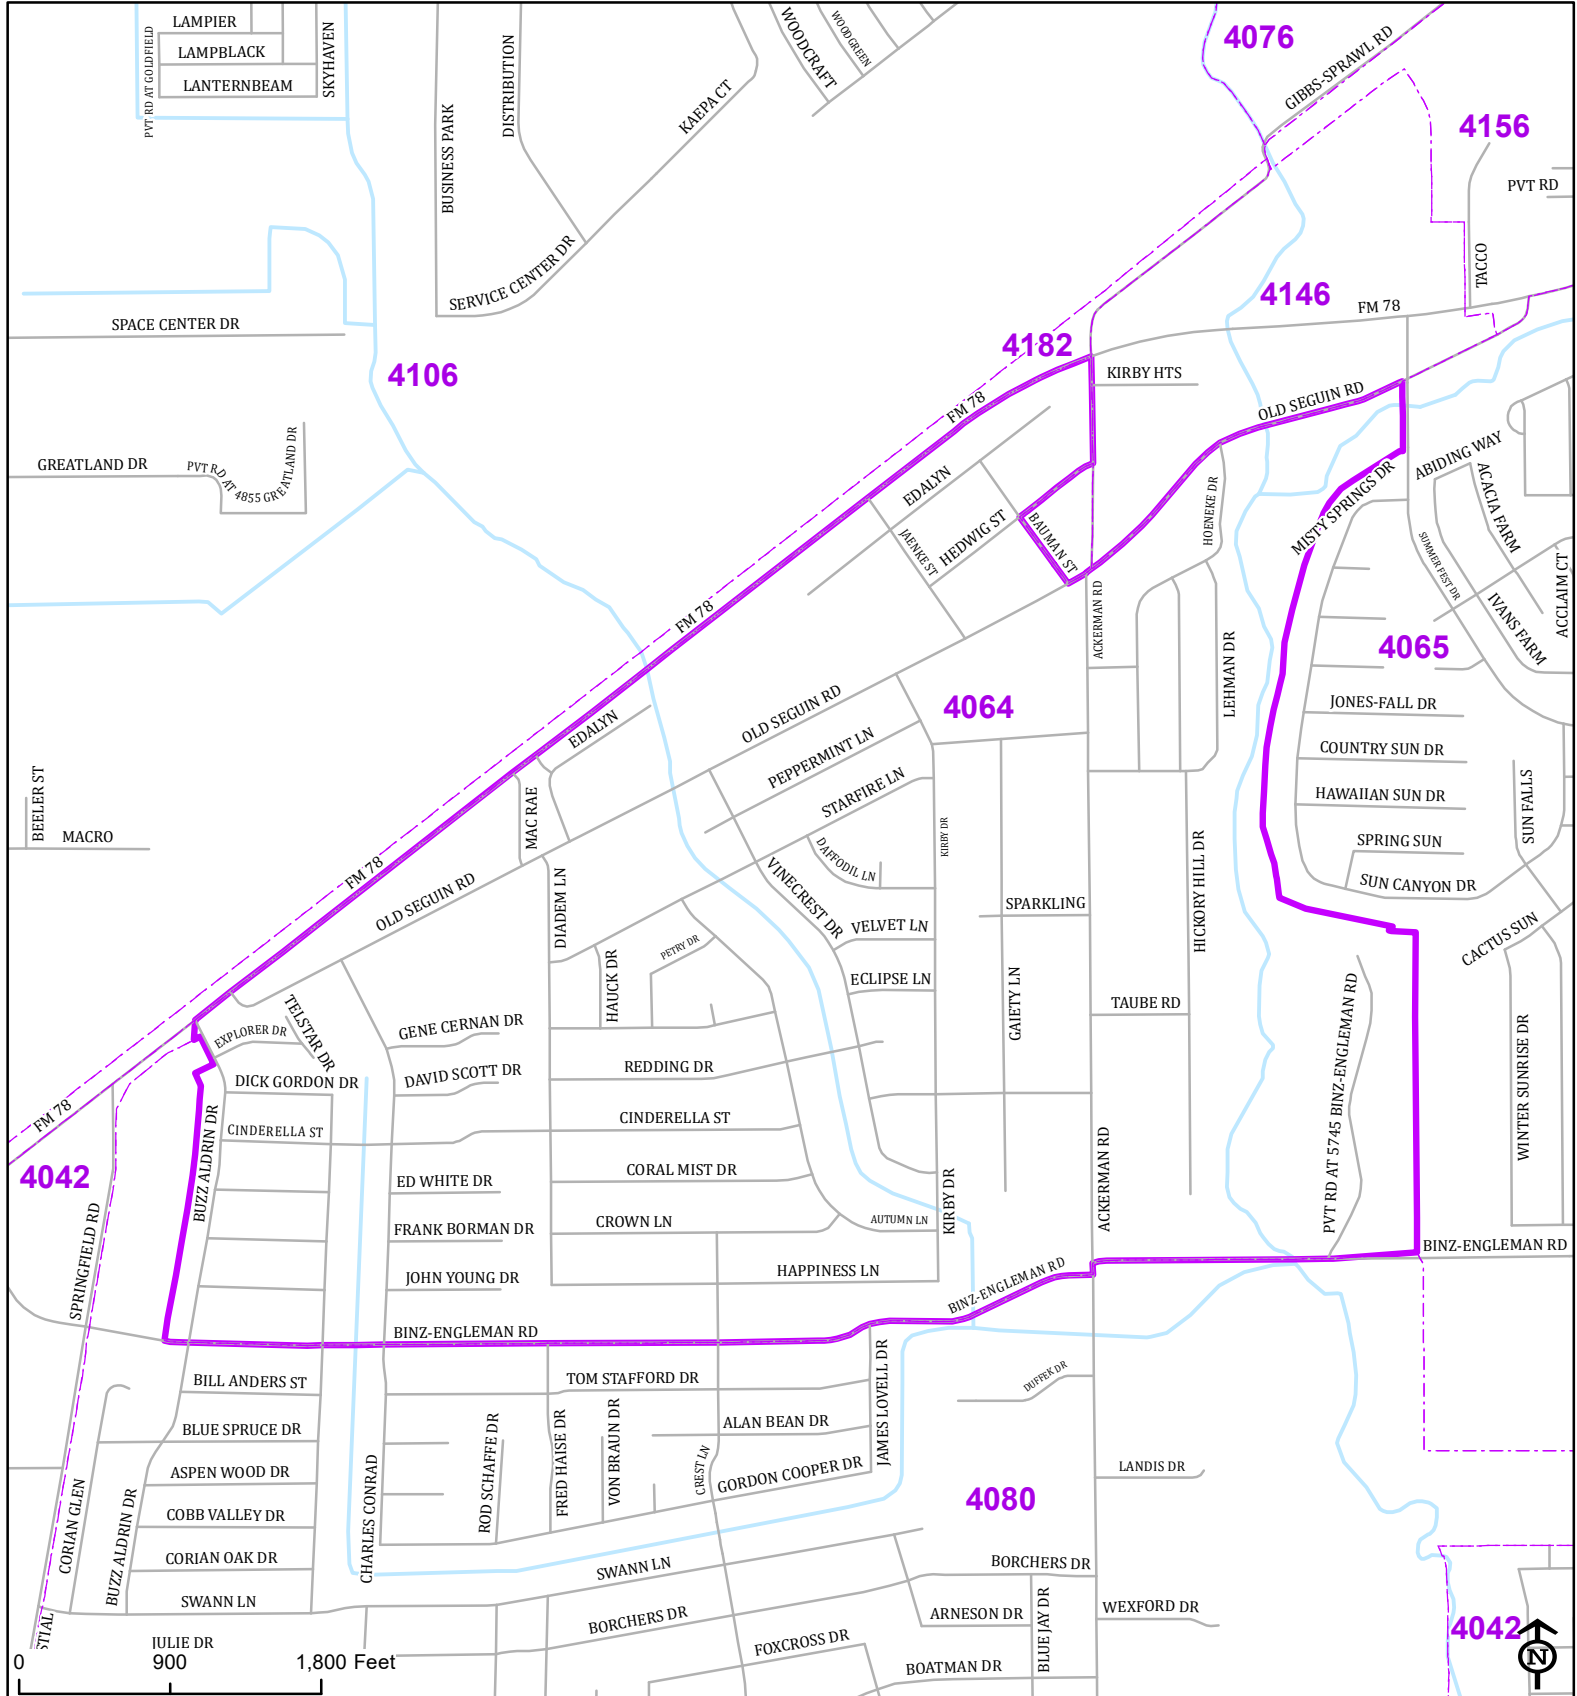 LAMPIER
LAMPBLACK
LANTERNBEAM
PVT RD AT GOLDFIELD
SKYHAVEN
BUSINESS PARK
DISTRIBUTION
KAEPA CT
SERVICE CENTER DR
WOODCRAFT
WOODGREEN
4076
GIBBS-SPRAWL RD
4156
PVT RD
TACCO
4146
FM 78
4182
KIRBY HTS
SPACE CENTER DR
4106
GREATLAND DR
PVT RD AT 4855 GREATLAND DR
FM 78
OLD SEGUIN RD
EDALYN
HEDWIG ST
JAENKE ST
BAUMAN ST
HOENEKE DR
MISTY SPRINGS DR
ABIDING WAY
ACACIA FARM
SUMMER FEST DR
IVANS FARM
ACCLAIM CT
ACKERMAN RD
LEHMAN DR
4065
FM 78
4064
OLD SEGUIN RD
EDALYN
PEPPERMINT LN
STARFIRE LN
JONES-FALL DR
COUNTRY SUN DR
HAWAIIAN SUN DR
SPRING SUN
SUN CANYON DR
SUN FALLS
CACTUS SUN
BEELER ST
MACRO
MAC RAE
FM 78
OLD SEGUIN RD
DIADEM LN
VINECREST DR
DAFFODIL LN
KIRBY DR
VELVET LN
ECLIPSE LN
SPARKLING
GAIETY LN
HICKORY HILL DR
TAUBE RD
HAUCK DR
PETRY DR
TELSTAR DR
EXPLORER DR
GENE CERNAN DR
DAVID SCOTT DR
DICK GORDON DR
REDDING DR
CINDERELLA ST
CINDERELLA ST
BUZZ ALDRIN DR
FM 78
4042
SPRINGFIELD RD
ED WHITE DR
CORAL MIST DR
FRANK BORMAN DR
CROWN LN
AUTUMN LN
KIRBY DR
ACKERMAN RD
JOHN YOUNG DR
HAPPINESS LN
PVT RD AT 5745 BINZ-ENGLEMAN RD
WINTER SUNRISE DR
BINZ-ENGLEMAN RD
BINZ-ENGLEMAN RD
BINZ-ENGLEMAN RD
BILL ANDERS ST
TOM STAFFORD DR
JAMES LOVELL DR
DUFFEK DR
BLUE SPRUCE DR
ALAN BEAN DR
ROD SCHAFFE DR
FRED HAISE DR
VON BRAUN DR
CREST LN
GORDON COOPER DR
ASPEN WOOD DR
LANDIS DR
4080
CORIAN GLEN
BUZZ ALDRIN DR
COBB VALLEY DR
CHARLES CONRAD
CORIAN OAK DR
SWANN LN
BORCHERS DR
SWANN LN
BORCHERS DR
ARNESON DR
BLUE JAY DR
WEXFORD DR
STIAL
JULIE DR
FOXCROSS DR
BOATMAN DR
4042
N
0 900 1,800 Feet